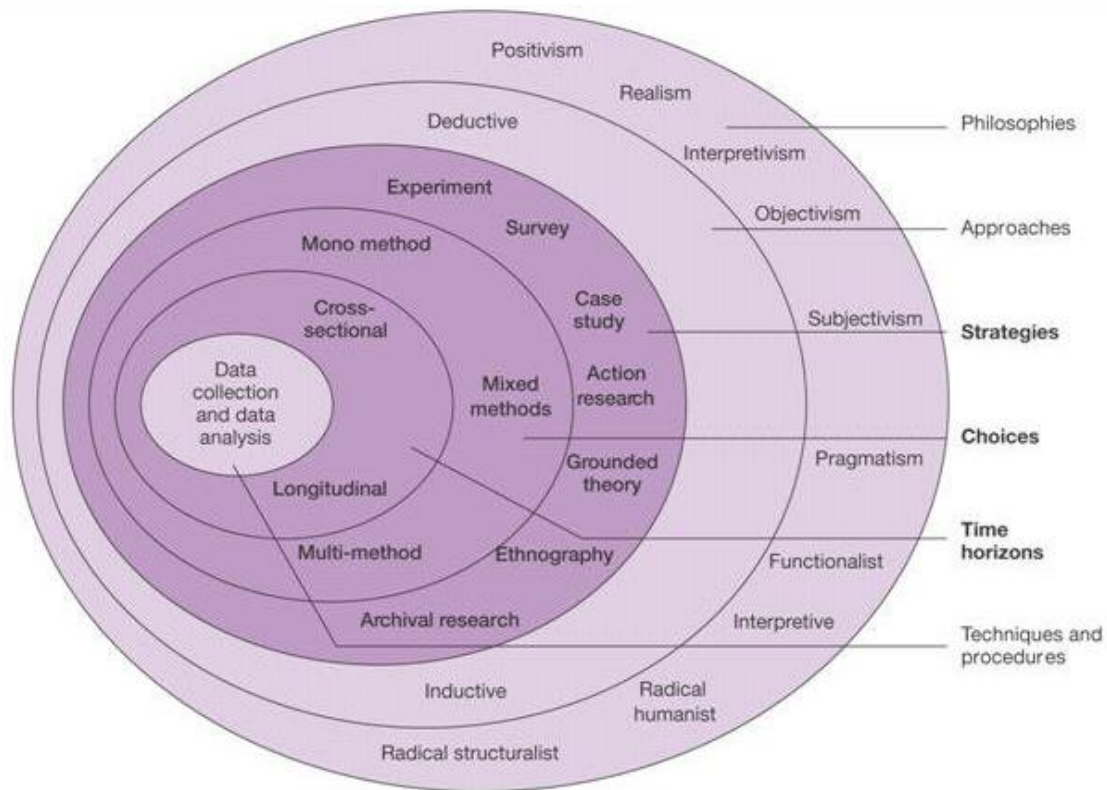 Positivism
Realism
Philosophies
Deductive
Interpretivism
Experiment
Objectivism
Approaches
Survey
Mono method
Case
study
Cross-
sectional
Subjectivism
Strategies
Data
collection
and data
analysis
Mixed
methods
Action
research
Choices
Pragmatism
Grounded
theory
Longitudinal
Time
horizons
Multi-method
Ethnography
Functionalist
Archival research
Interpretive
Techniques and
procedures
Inductive
Radical
humanist
Radical structuralist